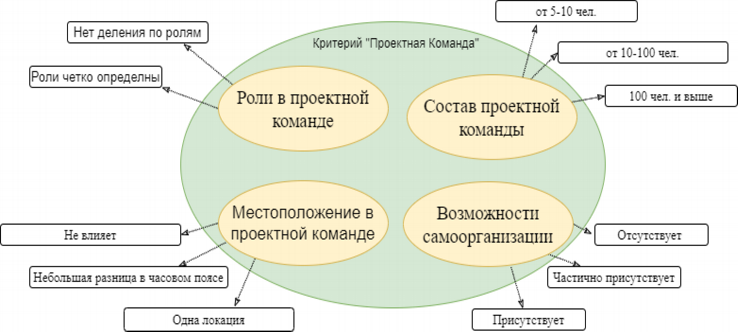 от 5-10 чел.
Нет деления по ролям
Критерий "Проектная Команда"
от 10-100 чел.
Роли четко определны
Роли в проектной
команде
Состав проектной
команды
100 чел. и выше
Местоположение в
проектной команде
Возможности
самоорганизации
Не влияет
Отсутствует
Небольшая разница в часовом поясе
Частично присутствует
Одна локация
Присутствует